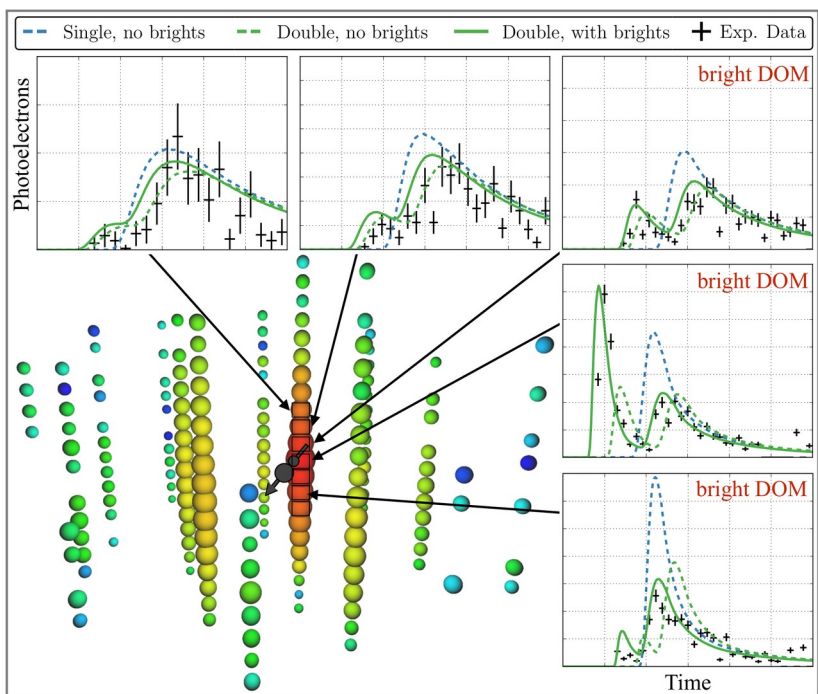 Single, no brights
Double, no brights
Double, with brights
Exp. Data
Photoelectrons
bright DOM
bright DOM
bright DOM
Time